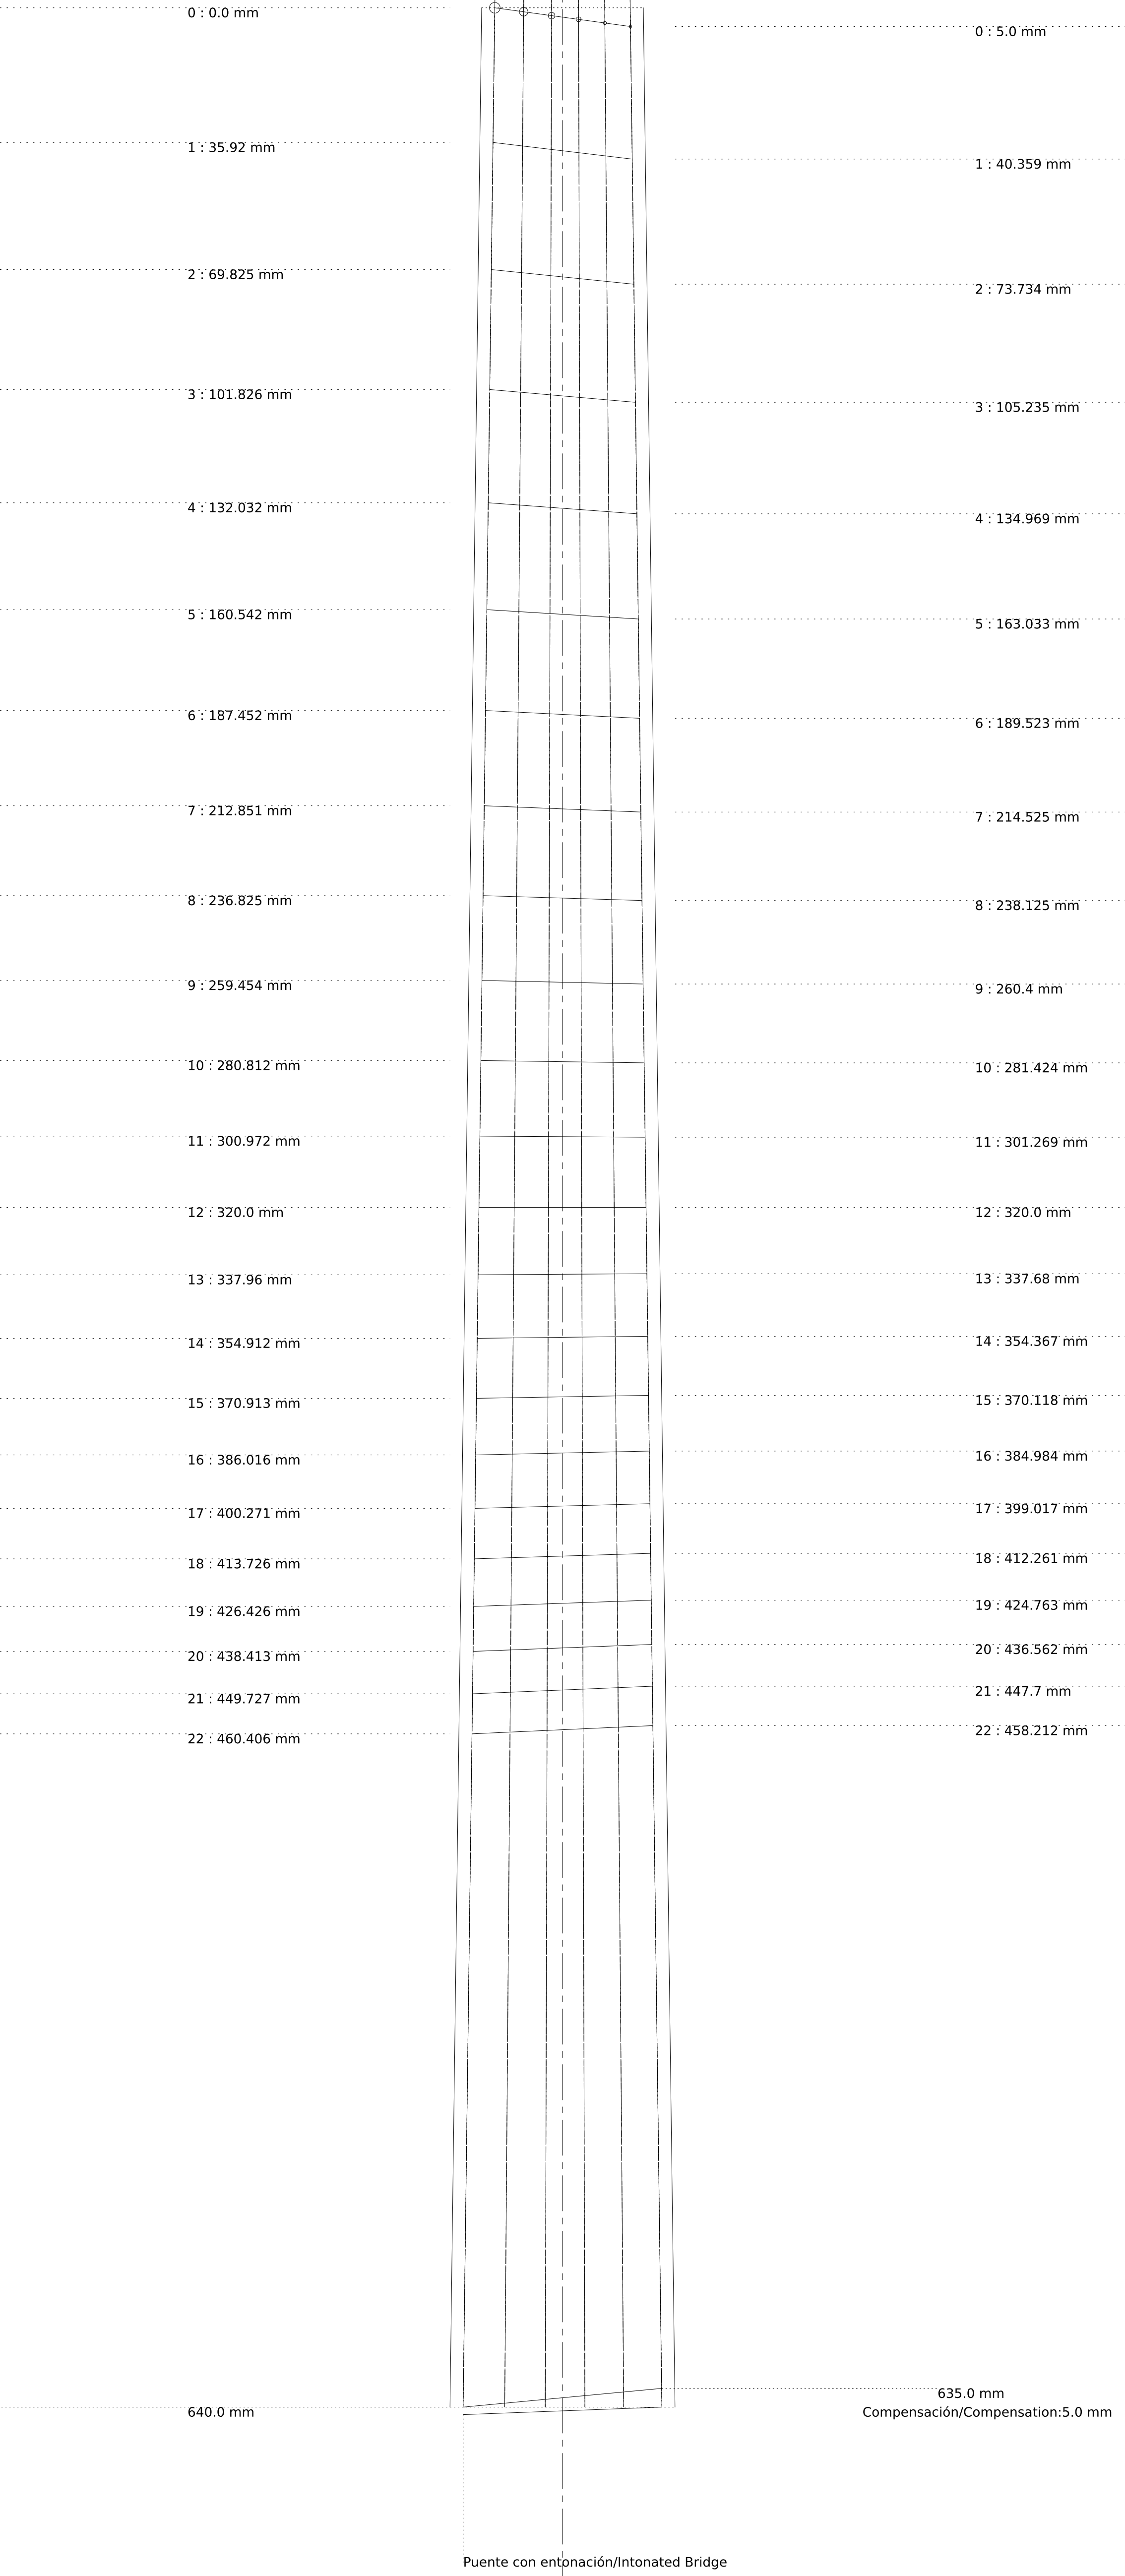 0 : 0.0 mm
0 : 5.0 mm
1 : 35.92 mm
1 : 40.359 mm
2 : 69.825 mm
2 : 73.734 mm
3 : 101.826 mm
3 : 105.235 mm
4 : 132.032 mm
4 : 134.969 mm
5 : 160.542 mm
5 : 163.033 mm
6 : 187.452 mm
6 : 189.523 mm
7 : 212.851 mm
7 : 214.525 mm
8 : 236.825 mm
8 : 238.125 mm
9 : 259.454 mm
9 : 260.4 mm
10 : 280.812 mm
10 : 281.424 mm
11 : 300.972 mm
11 : 301.269 mm
12 : 320.0 mm
12 : 320.0 mm
13 : 337.96 mm
13 : 337.68 mm
14 : 354.912 mm
14 : 354.367 mm
15 : 370.913 mm
15 : 370.118 mm
16 : 386.016 mm
16 : 384.984 mm
17 : 400.271 mm
17 : 399.017 mm
18 : 413.726 mm
18 : 412.261 mm
19 : 426.426 mm
19 : 424.763 mm
20 : 438.413 mm
20 : 436.562 mm
21 : 449.727 mm
21 : 447.7 mm
22 : 460.406 mm
22 : 458.212 mm
635.0 mm
640.0 mm
Compensación/Compensation:5.0 mm
Puente con entonación/Intonated Bridge